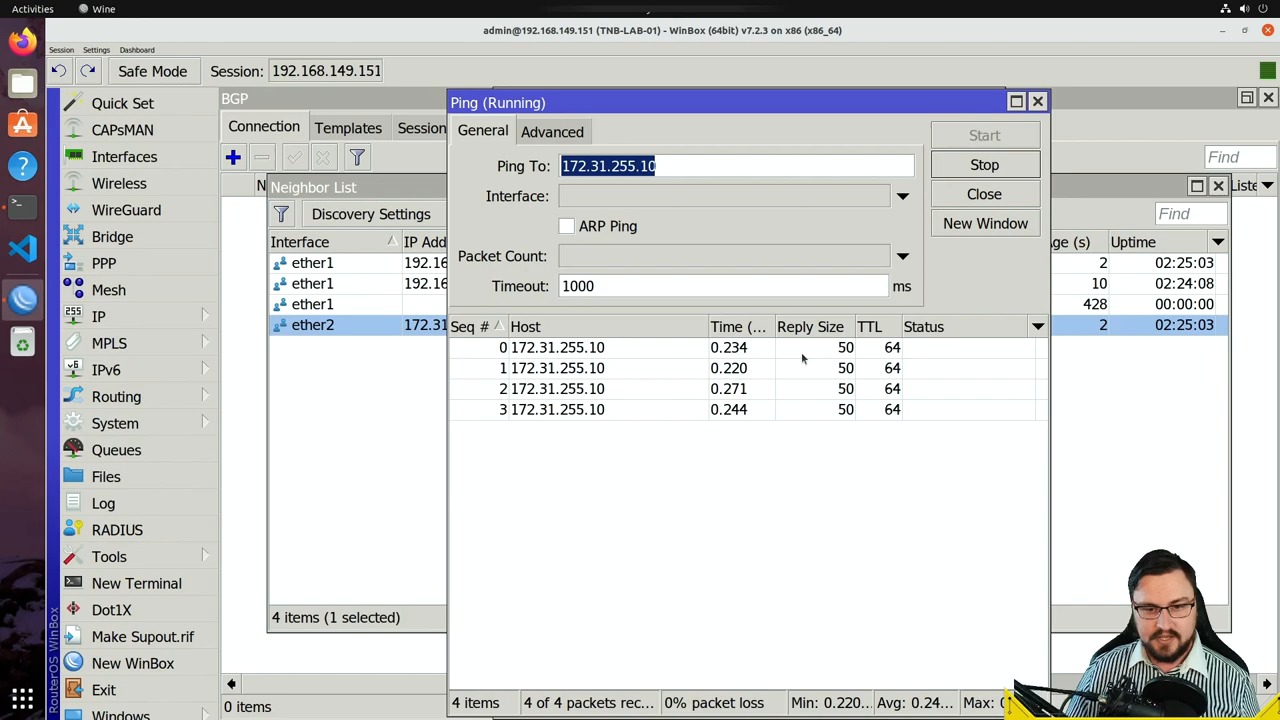 Activities
Wine
admin@192.168.149.151 (TNB-LAB-01) - WinBox (64bit) v7.2.3 on x86 (x86_64)
Session Settings Dashboard
Safe Mode Session: 192.168.149.151
Quick Set
CAPsMAN
Interfaces
Wireless
WireGuard
Bridge
PPP
Mesh
IP
MPLS
IPv6
Routing
System
Queues
Files
Log
RADIUS
Tools
New Terminal
Dot1X
Make Supout.rif
New WinBox
Exit
Windows
RouterOS WinBox
BGP
Connection Templates Session
Find
N
Liste
0 items
Neighbor List
Discovery Settings
Find
Interface IP Addr
Age (s) Uptime
ether1 192.16
2 02:25:03
ether1 192.16
10 02:24:08
ether1
428 00:00:00
ether2 172.31
2 02:25:03
4 items (1 selected)
Ping (Running)
General Advanced
Ping To: 172.31.255.10
Interface:
ARP Ping
Packet Count:
Timeout: 1000 ms
Start
Stop
Close
New Window
Seq # Host Time (... Reply Size TTL Status
0 172.31.255.10 0.234 50 64
1 172.31.255.10 0.220 50 64
2 172.31.255.10 0.271 50 64
3 172.31.255.10 0.244 50 64
4 items 4 of 4 packets rec... 0% packet loss Min: 0.220... Avg: 0.24... Max: 0